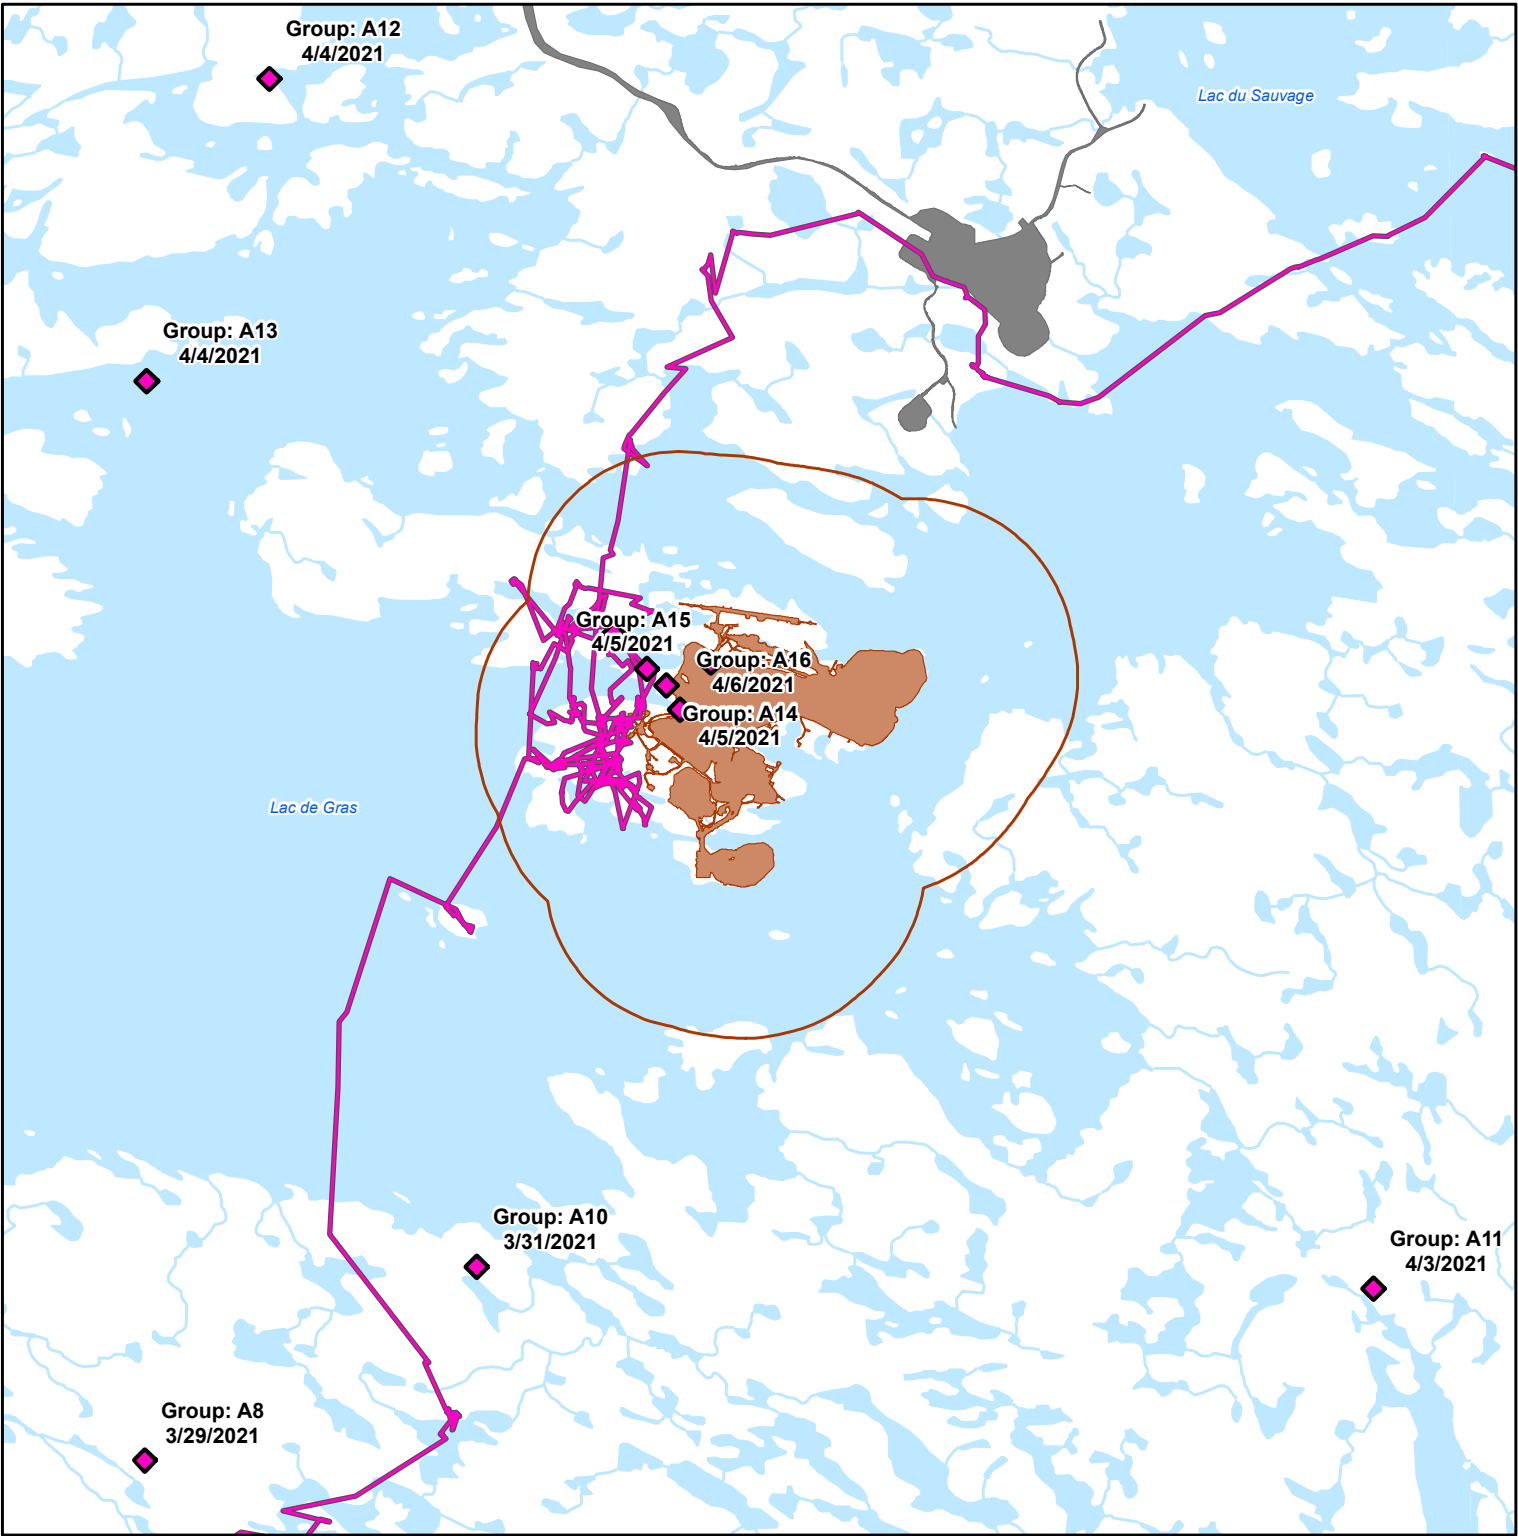 Group: A12
4/4/2021
Lac du Sauvage
Group: A13
4/4/2021
Group: A15
4/5/2021
Group: A16
4/6/2021
Group: A14
4/5/2021
Lac de Gras
Group: A10
3/31/2021
Group: A11
4/3/2021
Group: A8
3/29/2021